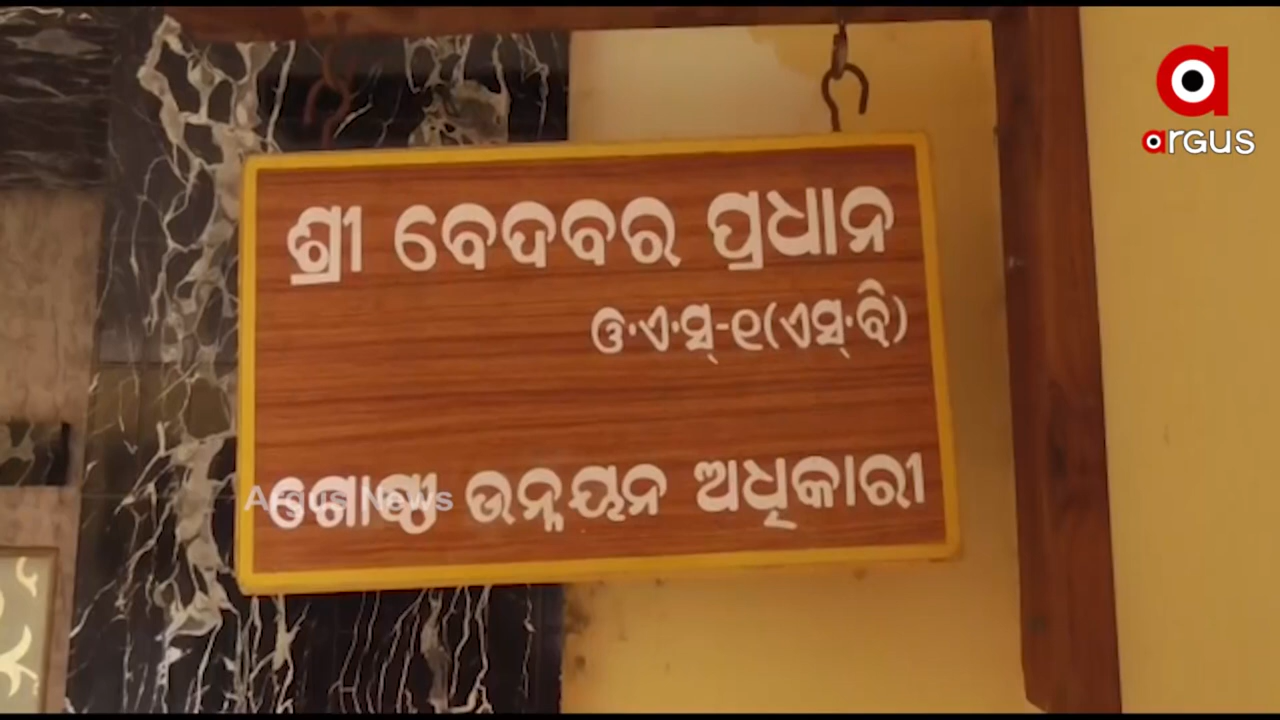 argus
ଶ୍ରୀ ବେଦବର ପ୍ରଧାନ
ଓ.ଏ.ସ୍-୧(ଏସ୍.ବି)
ଗୋଷ୍ଠୀ ଉନ୍ନୟନ ଅଧିକାରୀ
Argus News